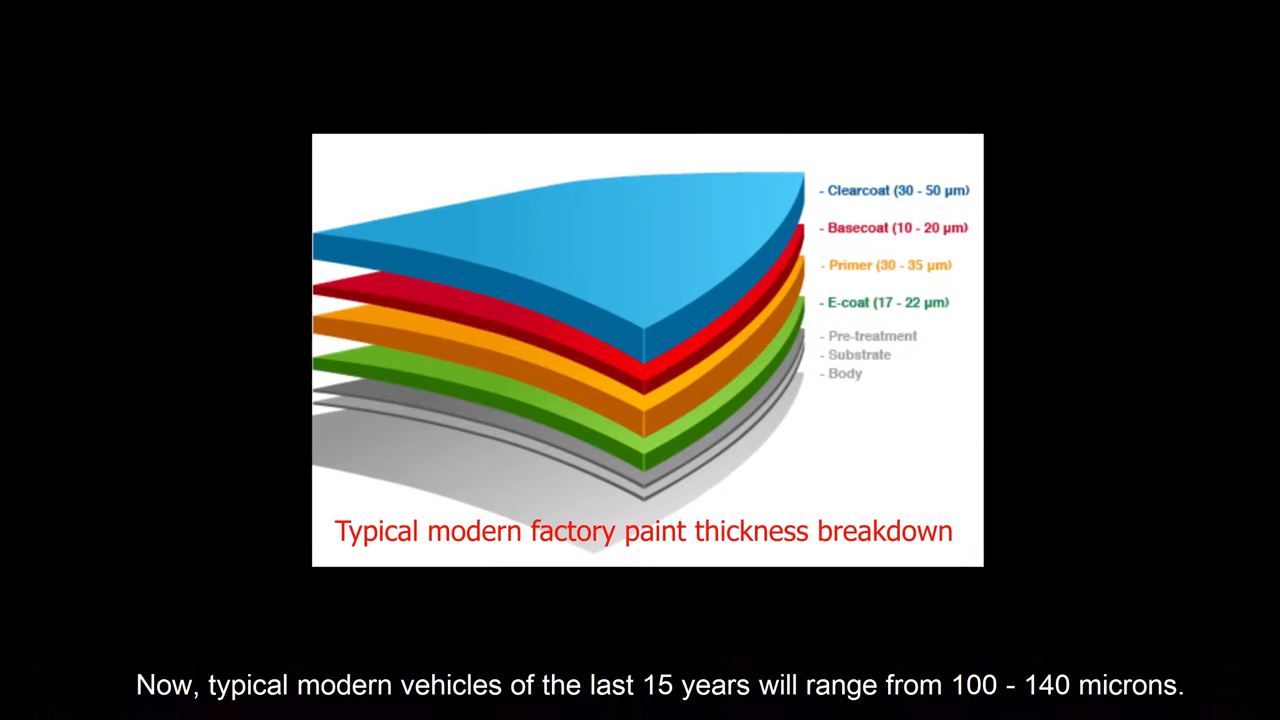 - Clearcoat (30 - 50 µm)
- Basecoat (10 - 20 µm)
- Primer (30 - 35 µm)
- E-coat (17 - 22 µm)
- Pre-treatment
- Substrate
- Body
Typical modern factory paint thickness breakdown
Now, typical modern vehicles of the last 15 years will range from 100 - 140 microns.